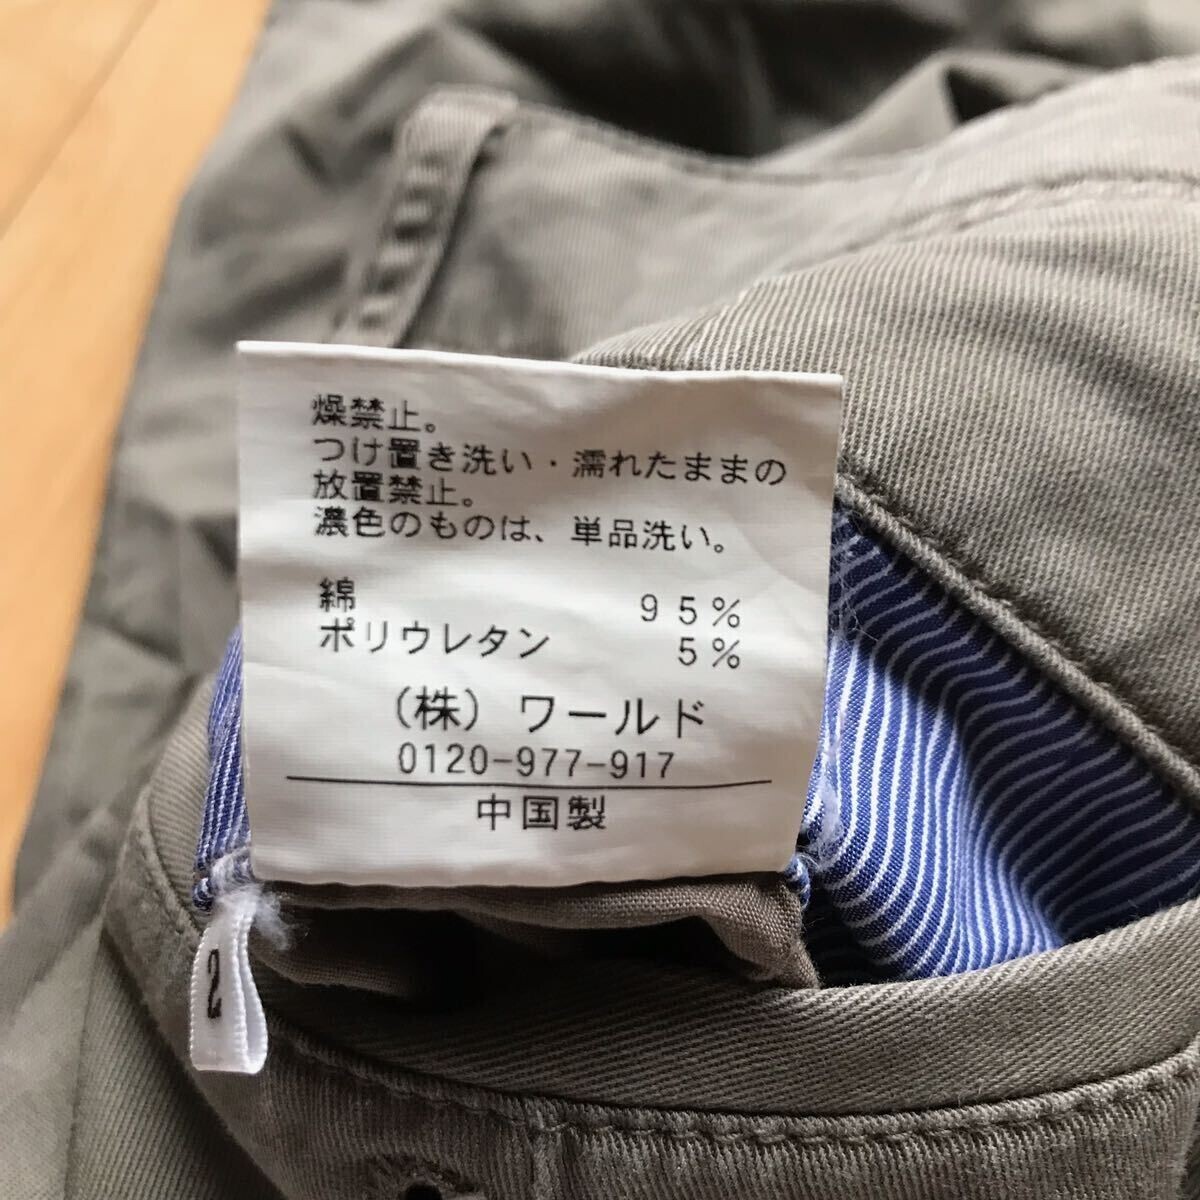 燥禁止。
つけ置き洗い・濡れたままの
放置禁止。
濃色のものは、単品洗い。
綿 95%
ポリウレタン 5%
(株) ワールド
0120-977-917
中国製
2